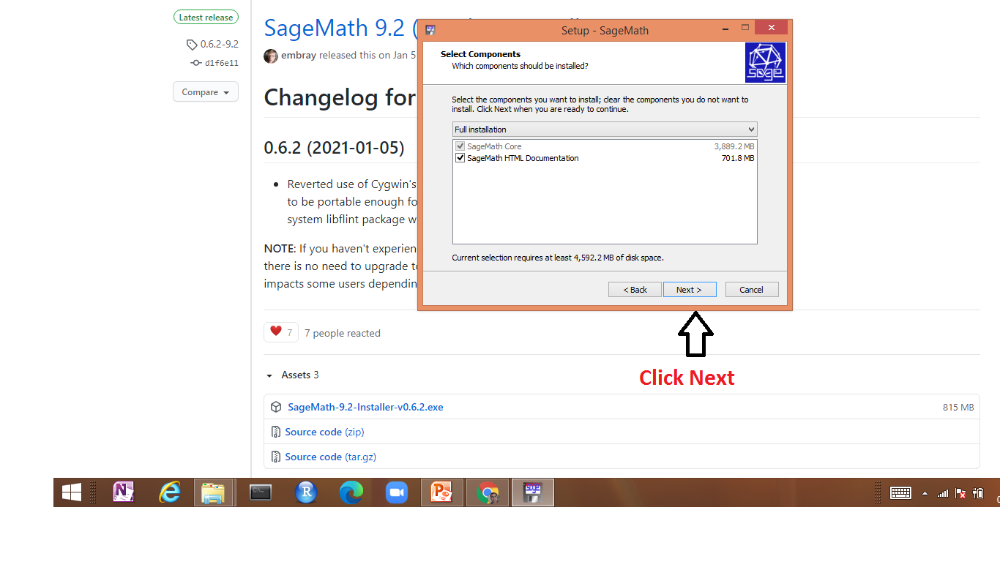 Latest release
0.6.2-9.2
d1f6e11
Compare
SageMath 9.2 (
embray released this on Jan 5
Changelog for
0.6.2 (2021-01-05)
Reverted use of Cygwin's
to be portable enough fo
system libflint package w
NOTE: If you haven't experien
there is no need to upgrade to
impacts some users dependin
Setup - SageMath
Select Components
Which components should be installed?
sage
Select the components you want to install; clear the components you do not want to
install. Click Next when you are ready to continue.
Full installation
SageMath Core 3,889.2 MB
SageMath HTML Documentation 701.8 MB
Current selection requires at least 4,592.2 MB of disk space.
< Back Next > Cancel
Click Next
7 7 people reacted
Assets 3
SageMath-9.2-Installer-v0.6.2.exe 815 MB
Source code (zip)
Source code (tar.gz)